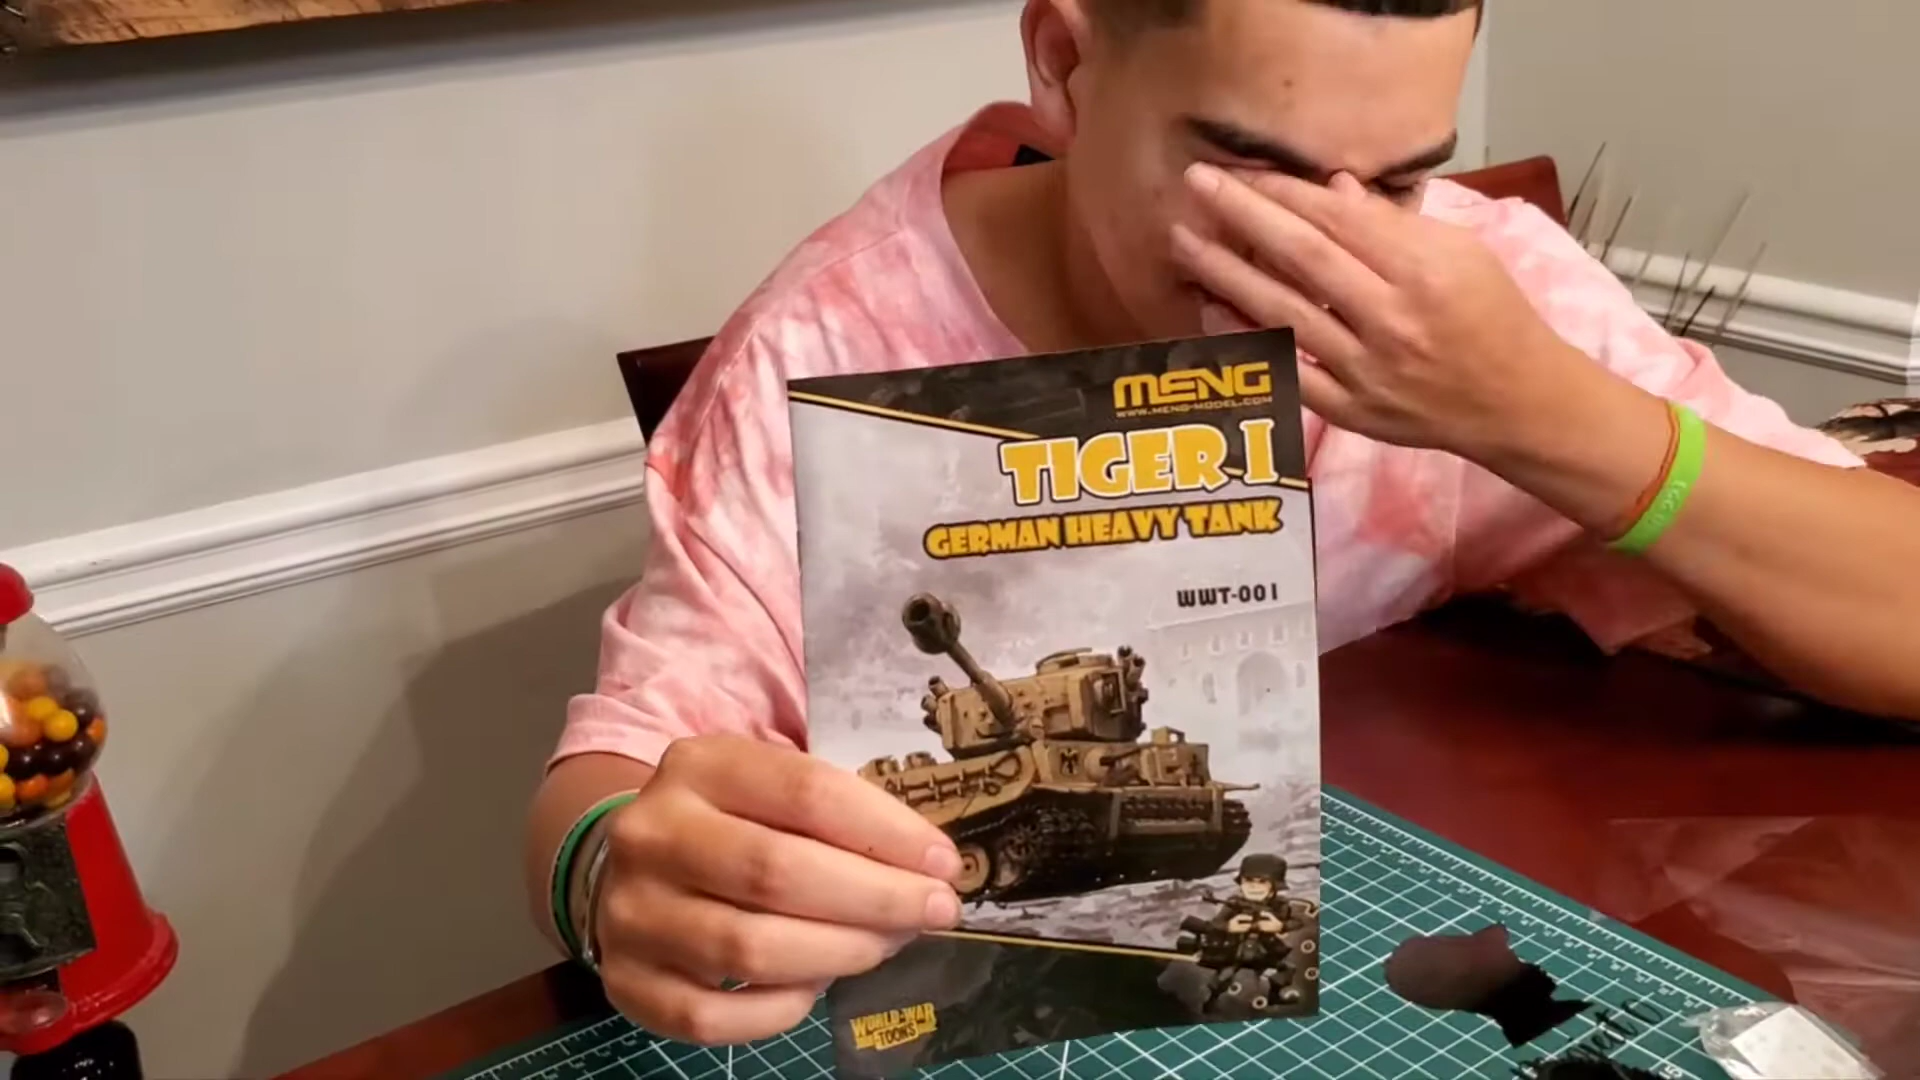 MENG
WWW.MENG-MODEL.COM
TIGER I
GERMAN HEAVY TANK
WWT-001
WORLD WAR
TOONS